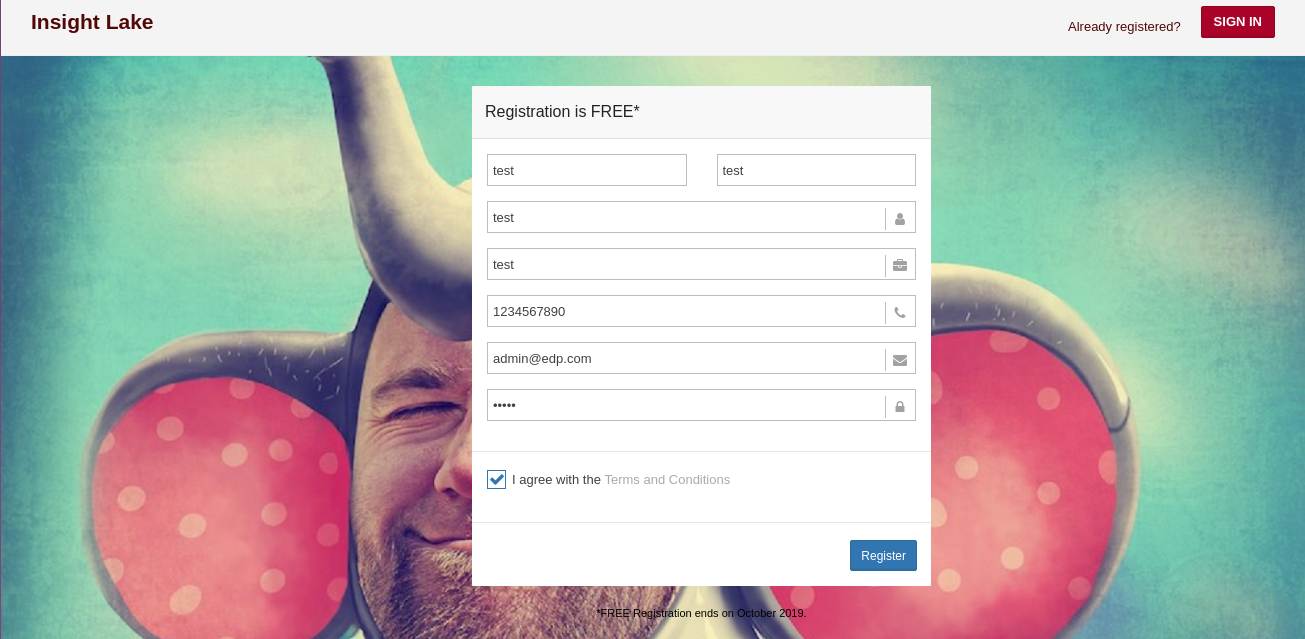 Insight Lake
Already registered?
SIGN IN
Registration is FREE*
test
test
test
test
1234567890
admin@edp.com
•••••
I agree with the Terms and Conditions
Register
*FREE Registration ends on October 2019.